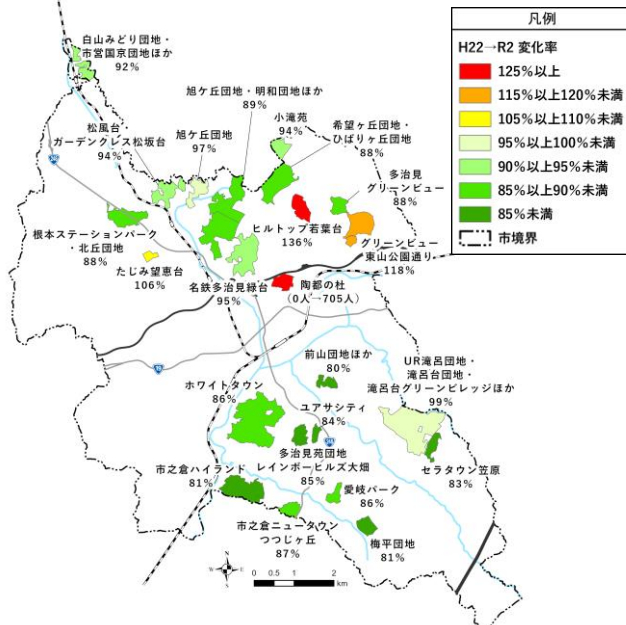 白山みどり団地・
市営国京団地ほか
92%
旭ケ丘団地・明和団地ほか
89%
小滝苑
94%
希望ヶ丘団地・
ひばりヶ丘団地
88%
松風台・
ガーデンクレス松坂台
94%
旭ケ丘団地
97%
多治見
グリーンビュー
88%
根本ステーションパーク
・北丘団地
88%
ヒルトップ若葉台
136%
グリーンビュー
東山公園通り
118%
たじみ望恵台
106%
名鉄多治見緑台
95%
陶都の杜
(0人→705人)
19
前山団地ほか
80%
UR滝呂団地・
滝呂台団地・
滝呂台グリーンビレッジほか
99%
ホワイトタウン
86%
ユアサシティ
84%
多治見苑団地
レインボーヒルズ大畑
85%
セラタウン笠原
83%
市之倉ハイランド
81%
愛岐パーク
86%
市之倉ニュータウン
つつじヶ丘
87%
梅平団地
81%
N
W E
S
0 0.5 1 2
km
凡例
H22→R2 変化率
125%以上
115%以上120%未満
105%以上110%未満
95%以上100%未満
90%以上95%未満
85%以上90%未満
85%未満
市境界